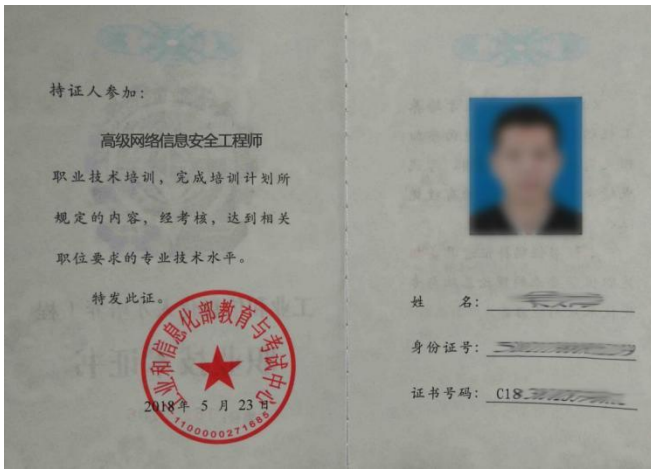 持证人参加：
高级网络信息安全工程师
职业技术培训，完成培训计划所
规定的内容，经考核，达到相关
职位要求的专业技术水平。
特发此证。
工业和信息化部教育与考试中心
2018年 5 月 23 日
1100000271685
姓 名：
身份证号：
证书号码： C18